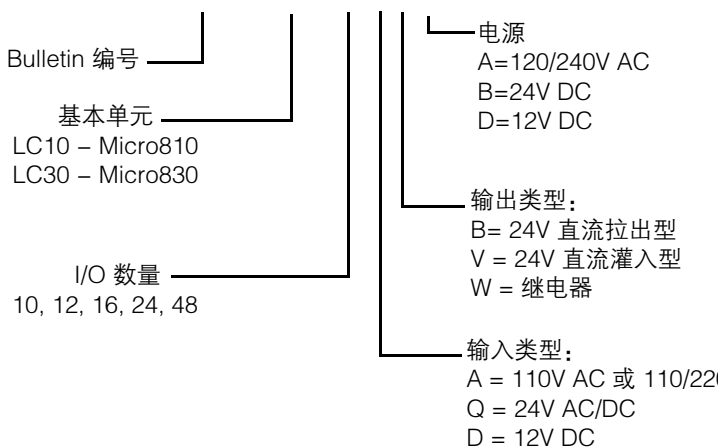 Bulletin 编号
基本单元
LC10 – Micro810
LC30 – Micro830
I/O 数量
10, 12, 16, 24, 48
电源
A=120/240V AC
B=24V DC
D=12V DC
输出类型:
B= 24V 直流拉出型
V = 24V 直流灌入型
W = 继电器
输入类型:
A = 110V AC 或 110/220
Q = 24V AC/DC
D = 12V DC